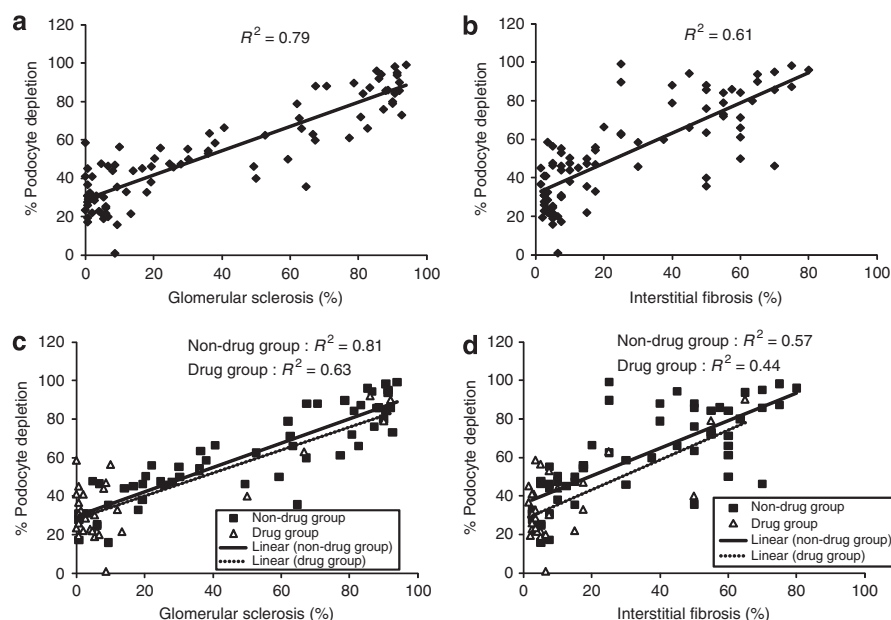 a
R² = 0.79
% Podocyte depletion
120
100
80
60
40
20
0
0 20 40 60 80 100
Glomerular sclerosis (%)
b
R² = 0.61
% Podocyte depletion
120
100
80
60
40
20
0
0 20 40 60 80 100
Interstitial fibrosis (%)
c
Non-drug group : R² = 0.81
Drug group : R² = 0.63
% Podocyte depletion
120
100
80
60
40
20
0
Non-drug group
Drug group
Linear (non-drug group)
Linear (drug group)
0 20 40 60 80 100
Glomerular sclerosis (%)
d
Non-drug group : R² = 0.57
Drug group : R² = 0.44
% Podocyte depletion
120
100
80
60
40
20
0
Non-drug group
Drug group
Linear (non-drug group)
Linear (drug group)
0 20 40 60 80 100
Interstitial fibrosis (%)